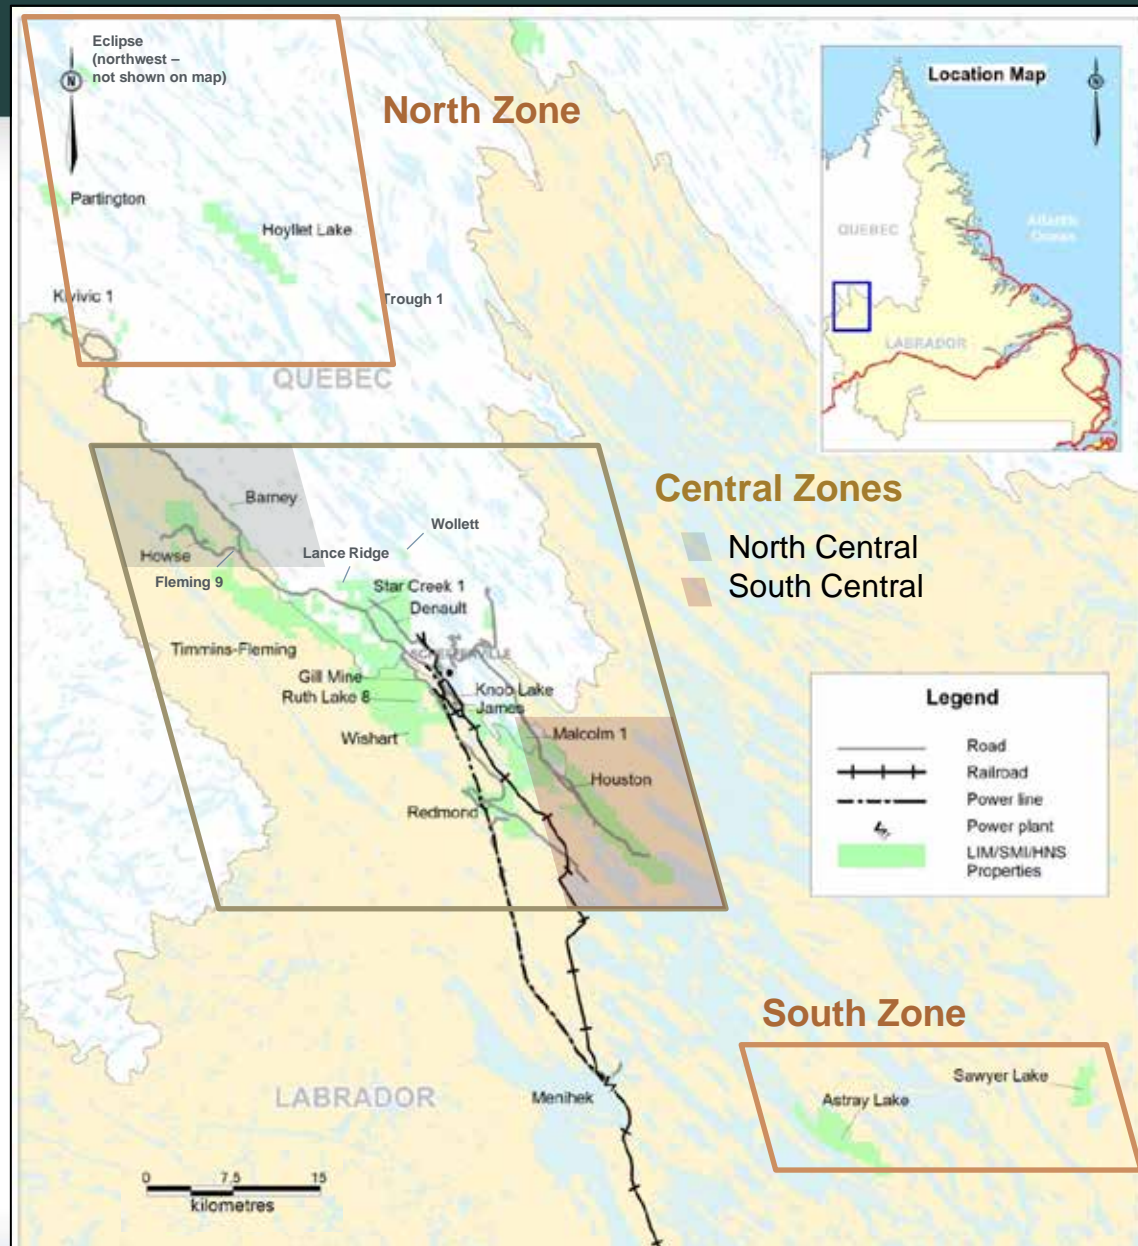 Eclipse
(northwest –
not shown on map)
N
North Zone
Partington
Hoyllet Lake
Kivivic 1
Trough 1
QUEBEC
Location Map
N
QUEBEC
Atlantic
Ocean
LABRADOR
Central Zones
North Central
South Central
Barney
Wollett
Howse
Lance Ridge
Fleming 9
Star Creek 1
Denault
SCHEFFERVILLE
Timmins-Fleming
Gill Mine
Ruth Lake 8
Knob Lake
James
Wishart
Malcolm 1
Houston
Redmond
Legend
Road
Railroad
Power line
Power plant
LIM/SMI/HNS
Properties
South Zone
Sawyer Lake
Astray Lake
Menihek
LABRADOR
0 7.5 15
kilometres